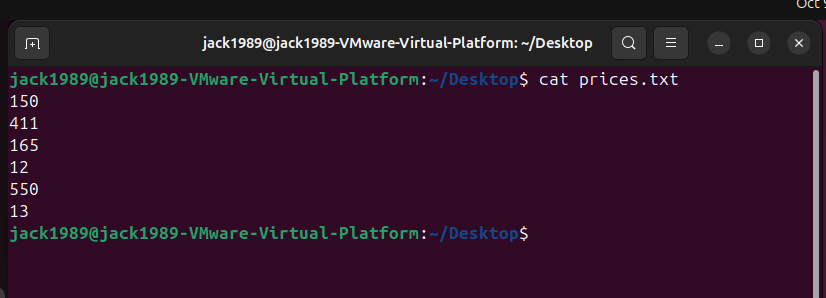 Oct 9
jack1989@jack1989-VMware-Virtual-Platform: ~/Desktop
jack1989@jack1989-VMware-Virtual-Platform:~/Desktop$ cat prices.txt
150
411
165
12
550
13
jack1989@jack1989-VMware-Virtual-Platform:~/Desktop$